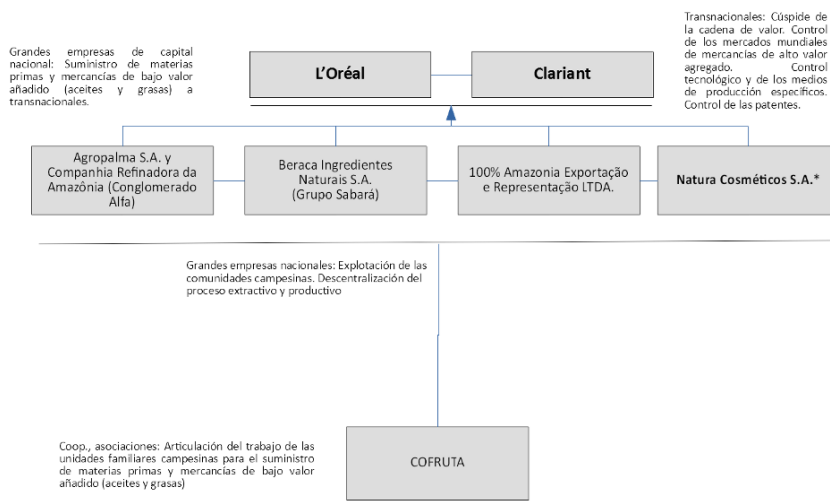 Grandes empresas de capital
nacional: Suministro de materias
primas y mercancías de bajo valor
añadido (aceites y grasas) a
transnacionales.
L’Oréal
Clariant
Transnacionales: Cúspide de
la cadena de valor. Control
de los mercados mundiales
de mercancías de alto valor
agregado. Control
tecnológico y de los medios
de producción específicos.
Control de las patentes.
Agropalma S.A. y
Companhia Refinadora da
Amazônia (Conglomerado
Alfa)
Beraca Ingredientes
Naturais S.A.
(Grupo Sabará)
100% Amazonia Exportação
e Representação LTDA.
Natura Cosméticos S.A.*
Grandes empresas nacionales: Explotación de las
comunidades campesinas. Descentralización del
proceso extractivo y productivo
Coop., asociaciones: Articulación del trabajo de las
unidades familiares campesinas para el suministro
de materias primas y mercancías de bajo valor
añadido (aceites y grasas)
COFRUTA